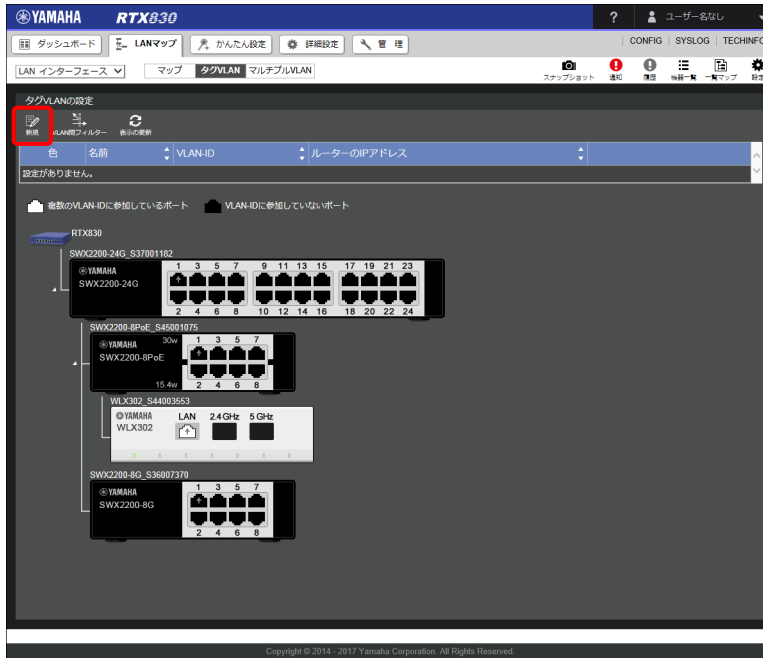 YAMAHA RTX830 ? ユーザー名なし
ダッシュボード LANマップ かんたん設定 詳細設定 管 理 CONFIG SYSLOG TECHINFO
LAN インターフェース マップ タグVLAN マルチプルVLAN スナップショット 通知 履歴 機器一覧 一覧マップ 設定
タグVLANの設定
新規 VLAN間フィルター 表示の更新
色 名前 VLAN-ID ルーターのIPアドレス
設定がありません。
複数のVLAN-IDに参加しているポート VLAN-IDに参加していないポート
RTX830
SWX2200-24G_S37001182
YAMAHA
SWX2200-24G
1 3 5 7 9 11 13 15 17 19 21 23
2 4 6 8 10 12 14 16 18 20 22 24
SWX2200-8PoE_S45001075
YAMAHA 30w 1 3 5 7
SWX2200-8PoE
15.4w 2 4 6 8
WLX302_S44003553
YAMAHA LAN 2.4 GHz 5 GHz
WLX302
SWX2200-8G_S36007370
YAMAHA 1 3 5 7
SWX2200-8G
2 4 6 8
Copyright © 2014 - 2017 Yamaha Corporation. All Rights Reserved.